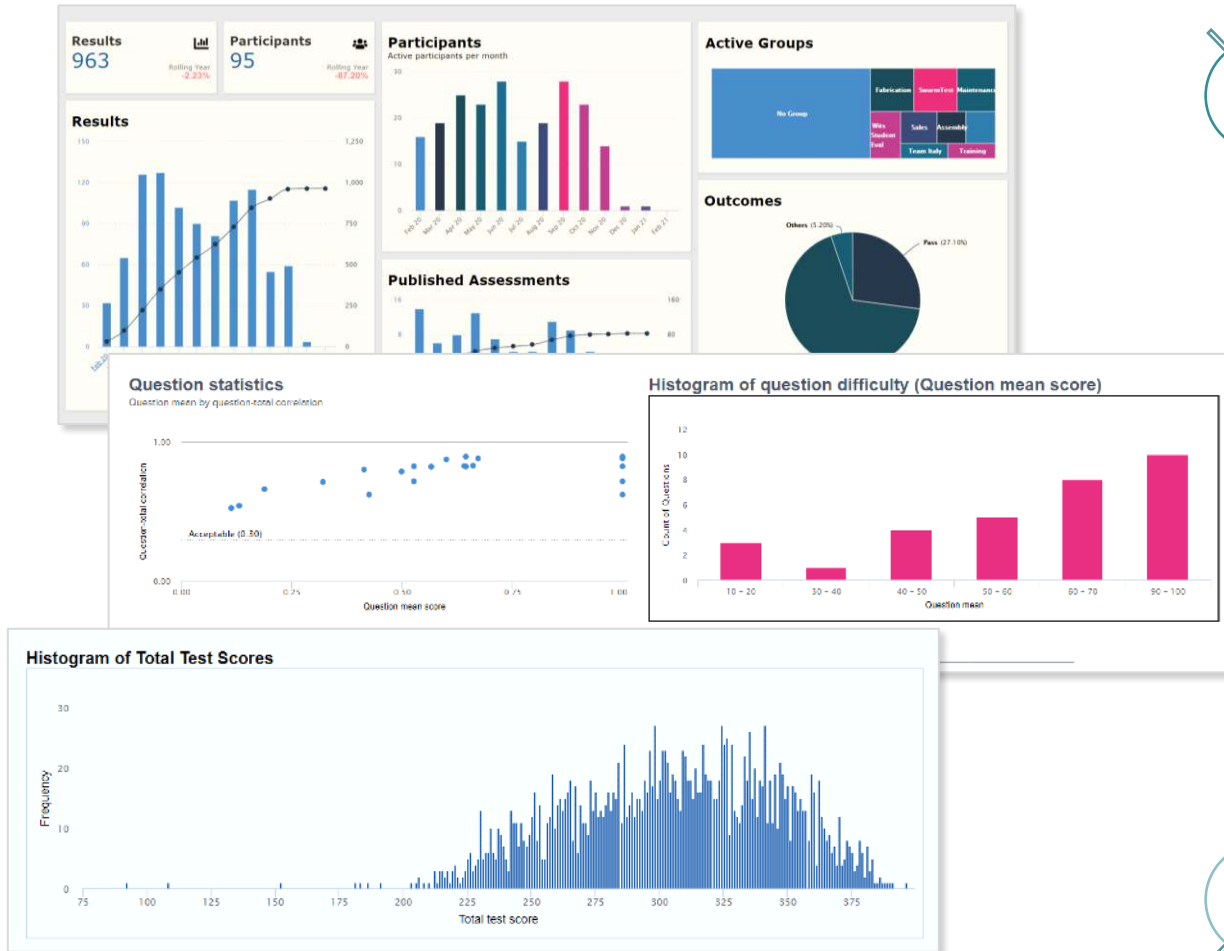 Results
963
Rolling Year
-2.23%
Participants
95
Rolling Year
-87.20%
Results
150
120
90
60
30
0
1,250
1,000
750
500
250
0
Feb 20
Participants
Active participants per month
30
20
10
0
Feb 20
Mar 20
Apr 20
May 20
Jun 20
Jul 20
Aug 20
Sep 20
Oct 20
Nov 20
Dec 20
Jan 21
Feb 21
Published Assessments
16
8
160
80
Active Groups
No Group
Fabrication
SwarmTest
Maintenance
Wits
Student
Eval
Sales
Assembly
Team Italy
Training
Outcomes
Others (5.20%)
Pass (27.10%)
Question statistics
Question mean by question-total correlation
1.00
Question-total correlation
Acceptable (0.30)
0.00
0.00
0.25
0.50
0.75
1.00
Question mean score
Histogram of question difficulty (Question mean score)
12
10
8
6
4
2
0
Count of Questions
10 - 20
30 - 40
40 - 50
50 - 60
60 - 70
90 - 100
Question mean
Histogram of Total Test Scores
30
20
10
0
Frequency
75
100
125
150
175
200
225
250
275
300
325
350
375
Total test score